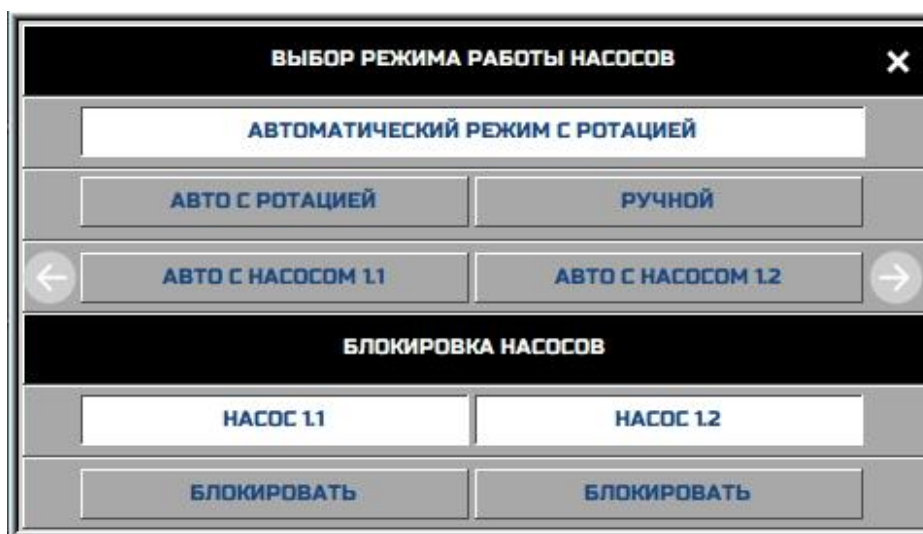 ВЫБОР РЕЖИМА РАБОТЫ НАСОСОВ
АВТОМАТИЧЕСКИЙ РЕЖИМ С РОТАЦИЕЙ
АВТО С РОТАЦИЕЙ РУЧНОЙ
АВТО С НАСОСОМ 1.1 АВТО С НАСОСОМ 1.2
БЛОКИРОВКА НАСОСОВ
НАСОС 1.1 НАСОС 1.2
БЛОКИРОВАТЬ БЛОКИРОВАТЬ